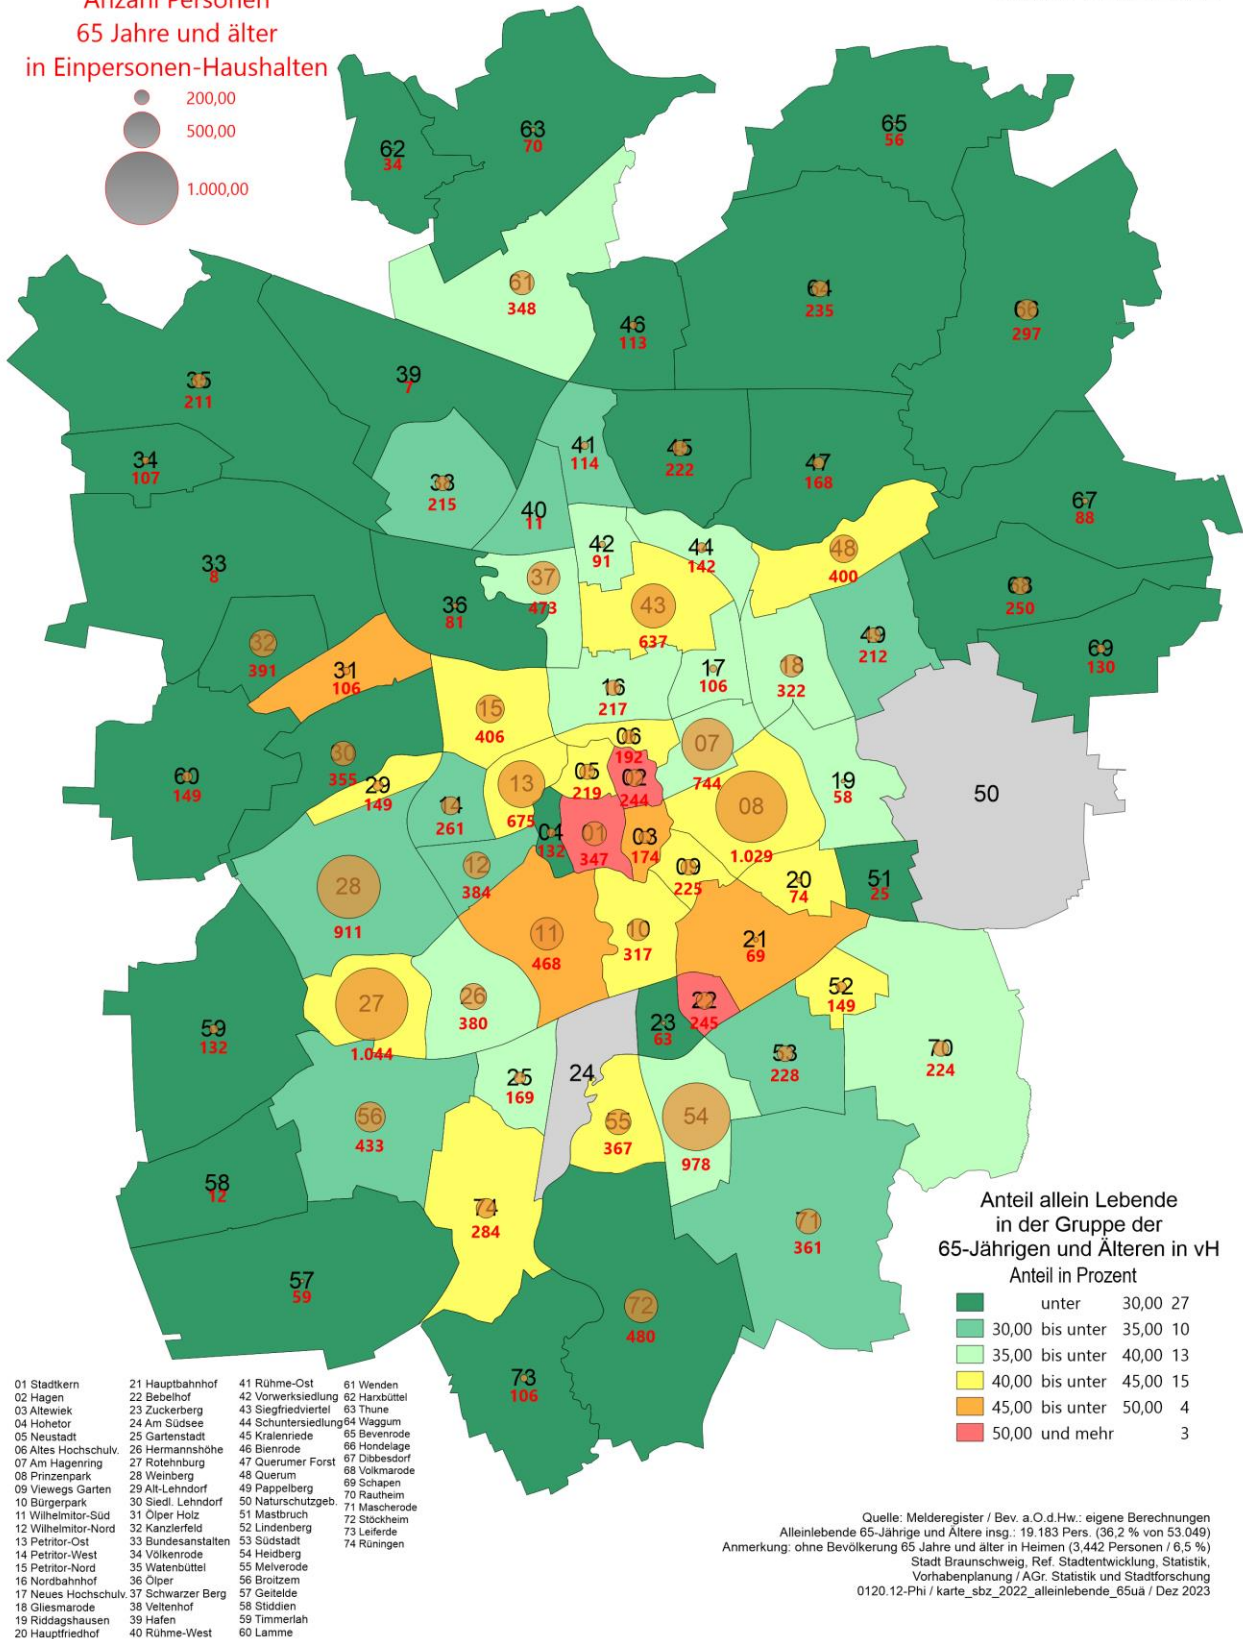 Anzahl Personen
65 Jahre und älter
in Einpersonen-Haushalten
200,00
500,00
1.000,00
62
34
63
70
65
56
61
348
46
113
64
235
66
297
35
211
39
7
34
107
38
215
41
114
45
222
47
168
40
11
67
88
33
8
42
91
44
142
48
400
37
473
43
637
36
81
68
250
32
391
31
106
49
212
69
130
17
106
18
322
16
217
15
406
06
192
07
744
30
355
60
149
29
149
13
675
05
219
02
244
19
58
50
14
261
04
132
01
347
03
174
08
1.029
12
384
09
225
20
74
51
25
28
911
11
468
10
317
21
69
27
1.044
26
380
22
245
52
149
59
132
23
63
53
228
70
224
25
169
24
56
433
55
367
54
978
58
12
74
284
71
361
57
59
72
480
73
106
Anteil allein Lebende
in der Gruppe der
65-Jährigen und Älteren in vH
Anteil in Prozent
unter 30,00 27
30,00 bis unter 35,00 10
35,00 bis unter 40,00 13
40,00 bis unter 45,00 15
45,00 bis unter 50,00 4
50,00 und mehr 3
01 Stadtkern
02 Hagen
03 Altewiek
04 Hohetor
05 Neustadt
06 Altes Hochschulv.
07 Am Hagenring
08 Prinzenpark
09 Viewegs Garten
10 Bürgerpark
11 Wilhelmitor-Süd
12 Wilhelmitor-Nord
13 Petritor-Ost
14 Petritor-West
15 Petritor-Nord
16 Nordbahnhof
17 Neues Hochschulv.
18 Gliesmarode
19 Riddagshausen
20 Hauptfriedhof
21 Hauptbahnhof
22 Bebelhof
23 Zuckerberg
24 Am Südsee
25 Gartenstadt
26 Hermannshöhe
27 Rotehnburg
28 Weinberg
29 Alt-Lehndorf
30 Siedl. Lehndorf
31 Ölper Holz
32 Kanzlerfeld
33 Bundesanstalten
34 Völkenrode
35 Watenbüttel
36 Ölper
37 Schwarzer Berg
38 Veltenhof
39 Hafen
40 Rühme-West
41 Rühme-Ost
42 Vorwerksiedlung
43 Siegfriedviertel
44 Schuntersiedlung
45 Kralenriede
46 Bienrode
47 Querumer Forst
48 Querum
49 Pappelberg
50 Naturschutzgeb.
51 Mastbruch
52 Lindenberg
53 Südstadt
54 Heidberg
55 Melverode
56 Broitzem
57 Geitelde
58 Stiddien
59 Timmerlah
60 Lamme
61 Wenden
62 Harxbüttel
63 Thune
64 Waggum
65 Bevenrode
66 Hondelage
67 Dibbesdorf
68 Volkmarode
69 Schapen
70 Rautheim
71 Mascherode
72 Stöckheim
73 Leiferde
74 Rüningen
Quelle: Melderegister / Bev. a.O.d.Hw.: eigene Berechnungen
Alleinlebende 65-Jährige und Ältere insg.: 19.183 Pers. (36,2 % von 53.049)
Anmerkung: ohne Bevölkerung 65 Jahre und älter in Heimen (3,442 Personen / 6,5 %)
Stadt Braunschweig, Ref. Stadtentwicklung, Statistik,
Vorhabenplanung / AGr. Statistik und Stadtforschung
0120.12-Phi / karte_sbz_2022_alleinlebende_65uä / Dez 2023